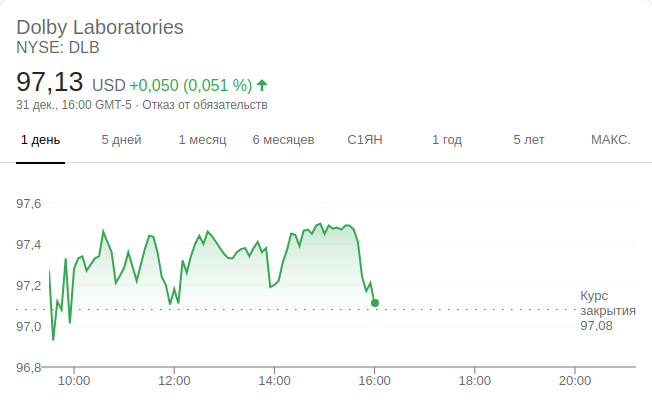 Dolby Laboratories
NYSE: DLB
97,13 USD +0,050 (0,051 %)
31 дек., 16:00 GMT-5 · Отказ от обязательств
1 день 5 дней 1 месяц 6 месяцев С1ЯН 1 год 5 лет МАКС.
97,6
97,4
97,2
97,0
96,8
Курс
закрытия
97,08
10:00 12:00 14:00 16:00 18:00 20:00